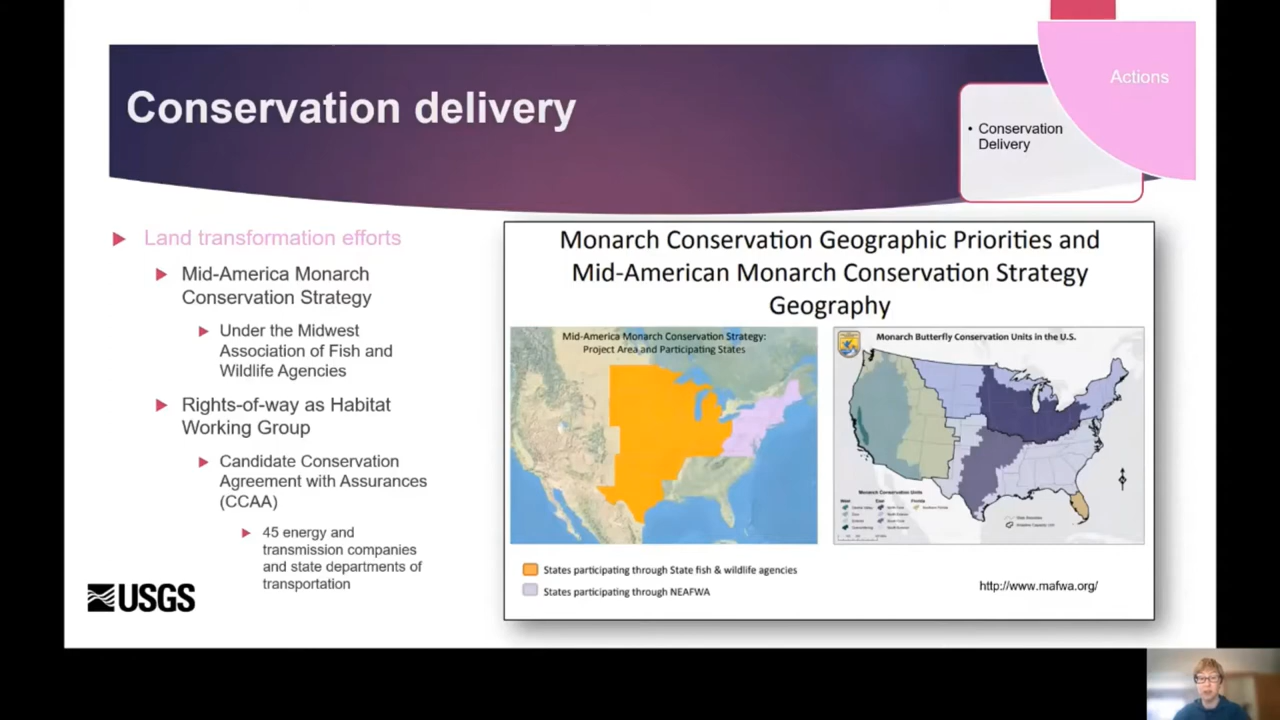 Actions
Conservation delivery
• Conservation
Delivery
Land transformation efforts
Mid-America Monarch
Conservation Strategy
Under the Midwest
Association of Fish and
Wildlife Agencies
Rights-of-way as Habitat
Working Group
Candidate Conservation
Agreement with Assurances
(CCAA)
45 energy and
transmission companies
and state departments of
transportation
USGS
Monarch Conservation Geographic Priorities and
Mid-American Monarch Conservation Strategy
Geography
Mid-America Monarch Conservation Strategy:
Project Area and Participating States
Monarch Butterfly Conservation Units in the U.S.
Monarch Conservation Units
States participating through State fish & wildlife agencies
States participating through NEAFWA
http://www.mafwa.org/